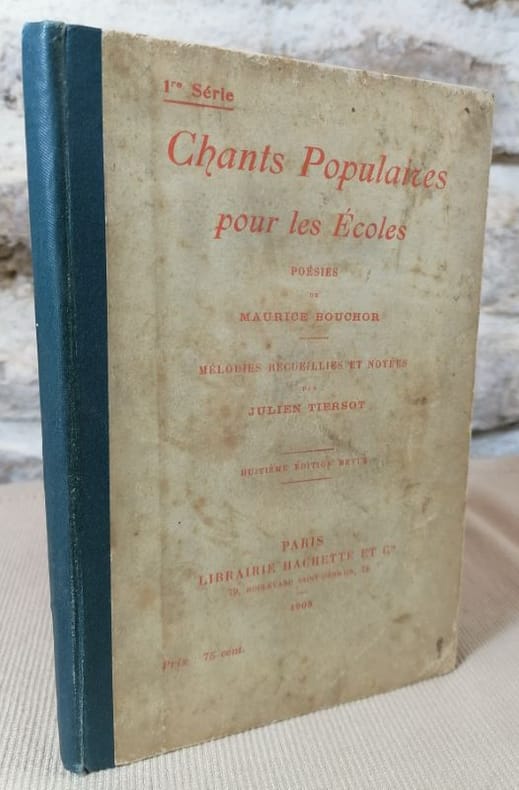 1re Série
Chants Populaires
pour les Écoles
POÉSIES
DE
MAURICE BOUCHOR
MÉLODIES RECUEILLIES ET NOTÉES
PAR
JULIEN TIERSOT
HUITIÈME ÉDITION REVUE
PARIS
LIBRAIRIE HACHETTE ET Cie
79, BOULEVARD SAINT-GERMAIN, 79
Prix 75 cent.